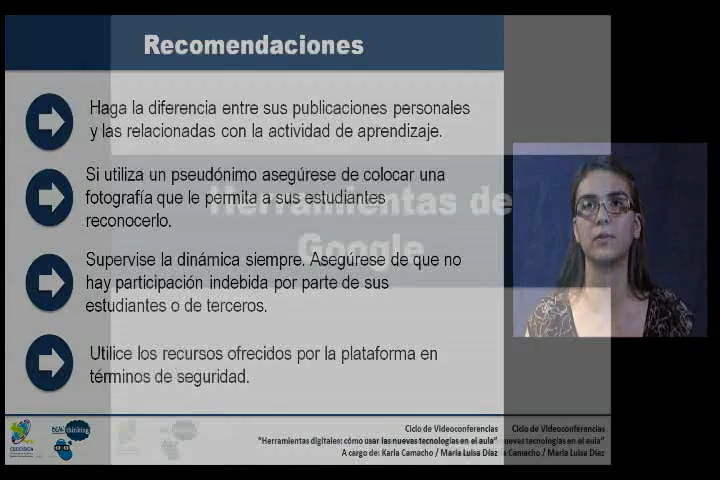 Recomendaciones
Haga la diferencia entre sus publicaciones personales
y las relacionadas con la actividad de aprendizaje.
Si utiliza un pseudónimo asegúrese de colocar una
fotografía que le permita a sus estudiantes
reconocerlo.
Herramientas de
Google
Supervise la dinámica siempre. Asegúrese de que no
hay participación indebida por parte de sus
estudiantes o de terceros.
Utilice los recursos ofrecidos por la plataforma en
términos de seguridad.
Ciclo de Videoconferencias
"Herramientas digitales: cómo usar las nuevas tecnologías en el aula"
A cargo de: Karla Camacho / María Luisa Díaz
Ciclo de Videoconferencias
nuevas tecnologías en el aula"
Camacho / María Luisa Díaz
thinking